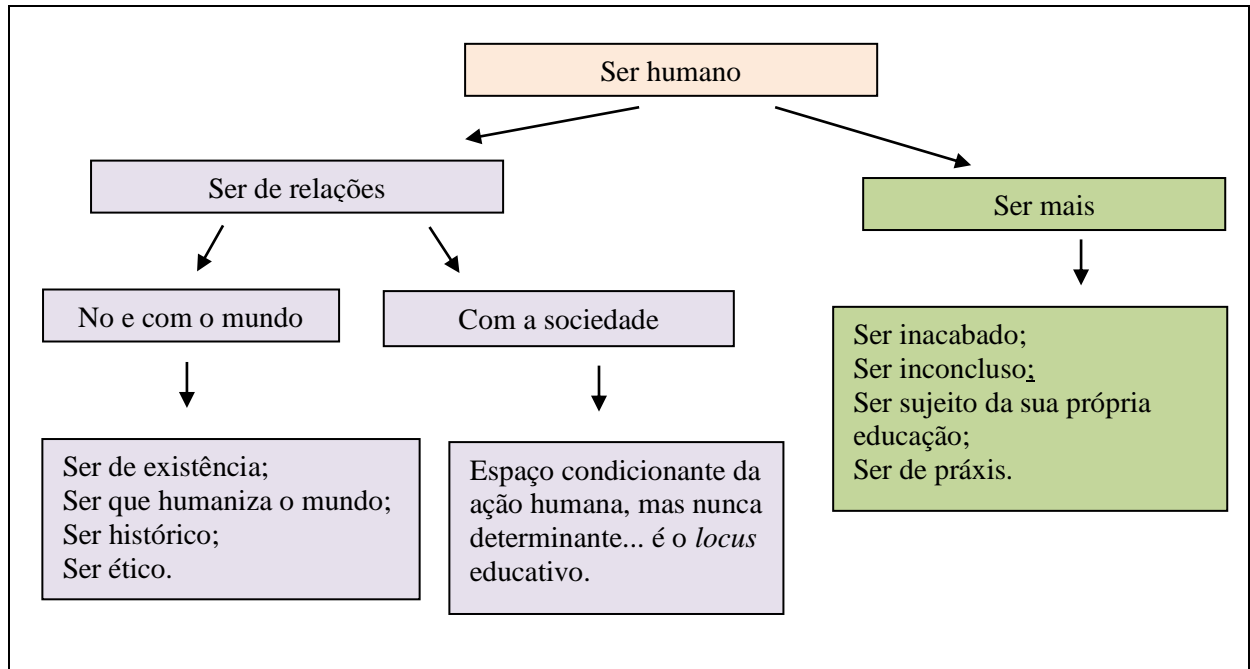 Ser humano
Ser de relações
Ser mais
No e com o mundo
Com a sociedade
Ser de existência;
Ser que humaniza o mundo;
Ser histórico;
Ser ético.
Espaço condicionante da
ação humana, mas nunca
determinante... é o locus
educativo.
Ser inacabado;
Ser inconcluso;
Ser sujeito da sua própria
educação;
Ser de práxis.